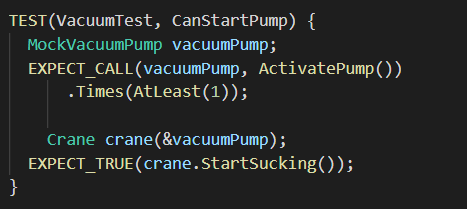 TEST(VacuumTest, CanStartPump) {
  MockVacuumPump vacuumPump;
  EXPECT_CALL(vacuumPump, ActivatePump())
      .Times(AtLeast(1));

    Crane crane(&vacuumPump);
  EXPECT_TRUE(crane.StartSucking());
}